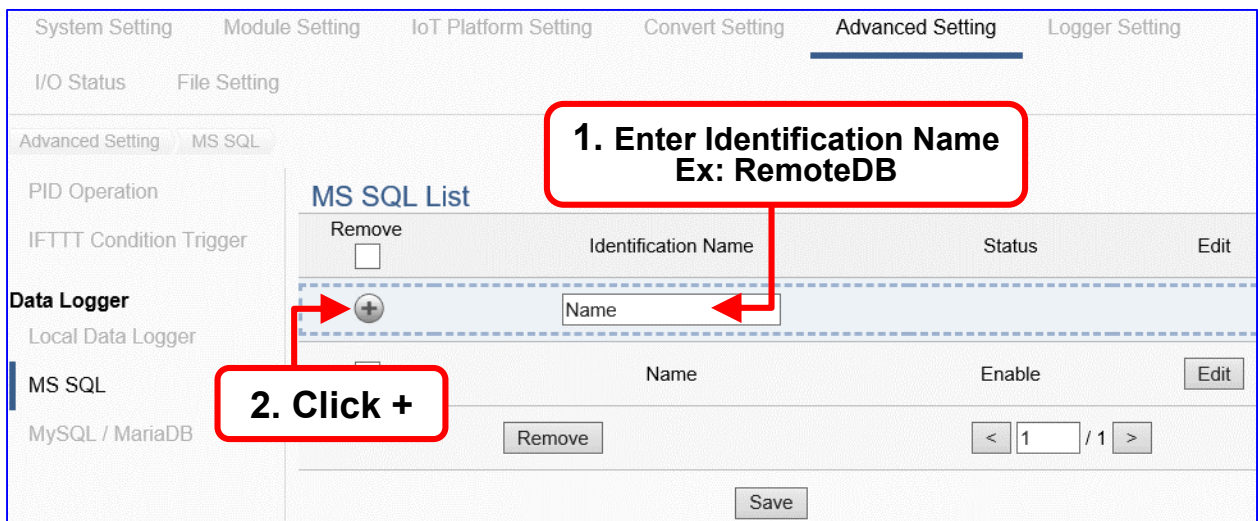 System Setting Module Setting IoT Platform Setting Convert Setting Advanced Setting Logger Setting
I/O Status File Setting
Advanced Setting MS SQL
1. Enter Identification Name
Ex: RemoteDB
PID Operation
IFTTT Condition Trigger
Data Logger
Local Data Logger
MS SQL
MySQL / MariaDB
MS SQL List
Remove Identification Name Status Edit
+ Name
Name Enable Edit
2. Click +
Remove < 1 / 1 >
Save